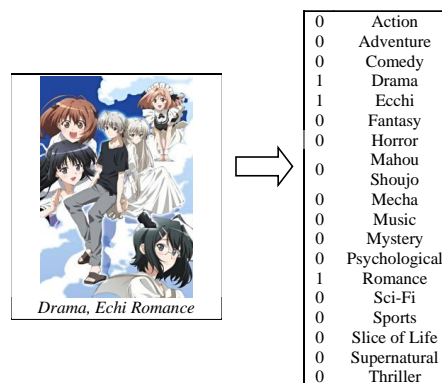 Drama, Echi Romance
0 Action
0 Adventure
0 Comedy
1 Drama
1 Ecchi
0 Fantasy
0 Horror
0 Mahou
Shoujo
0 Mecha
0 Music
0 Mystery
0 Psychological
1 Romance
0 Sci-Fi
0 Sports
0 Slice of Life
0 Supernatural
0 Thriller